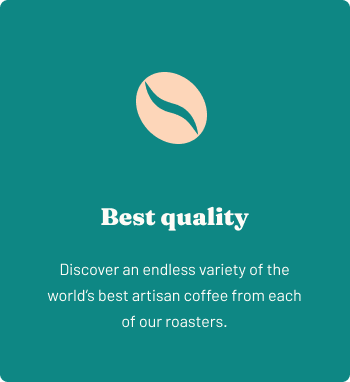 Best quality
Discover an endless variety of the
world’s best artisan coffee from each
of our roasters.